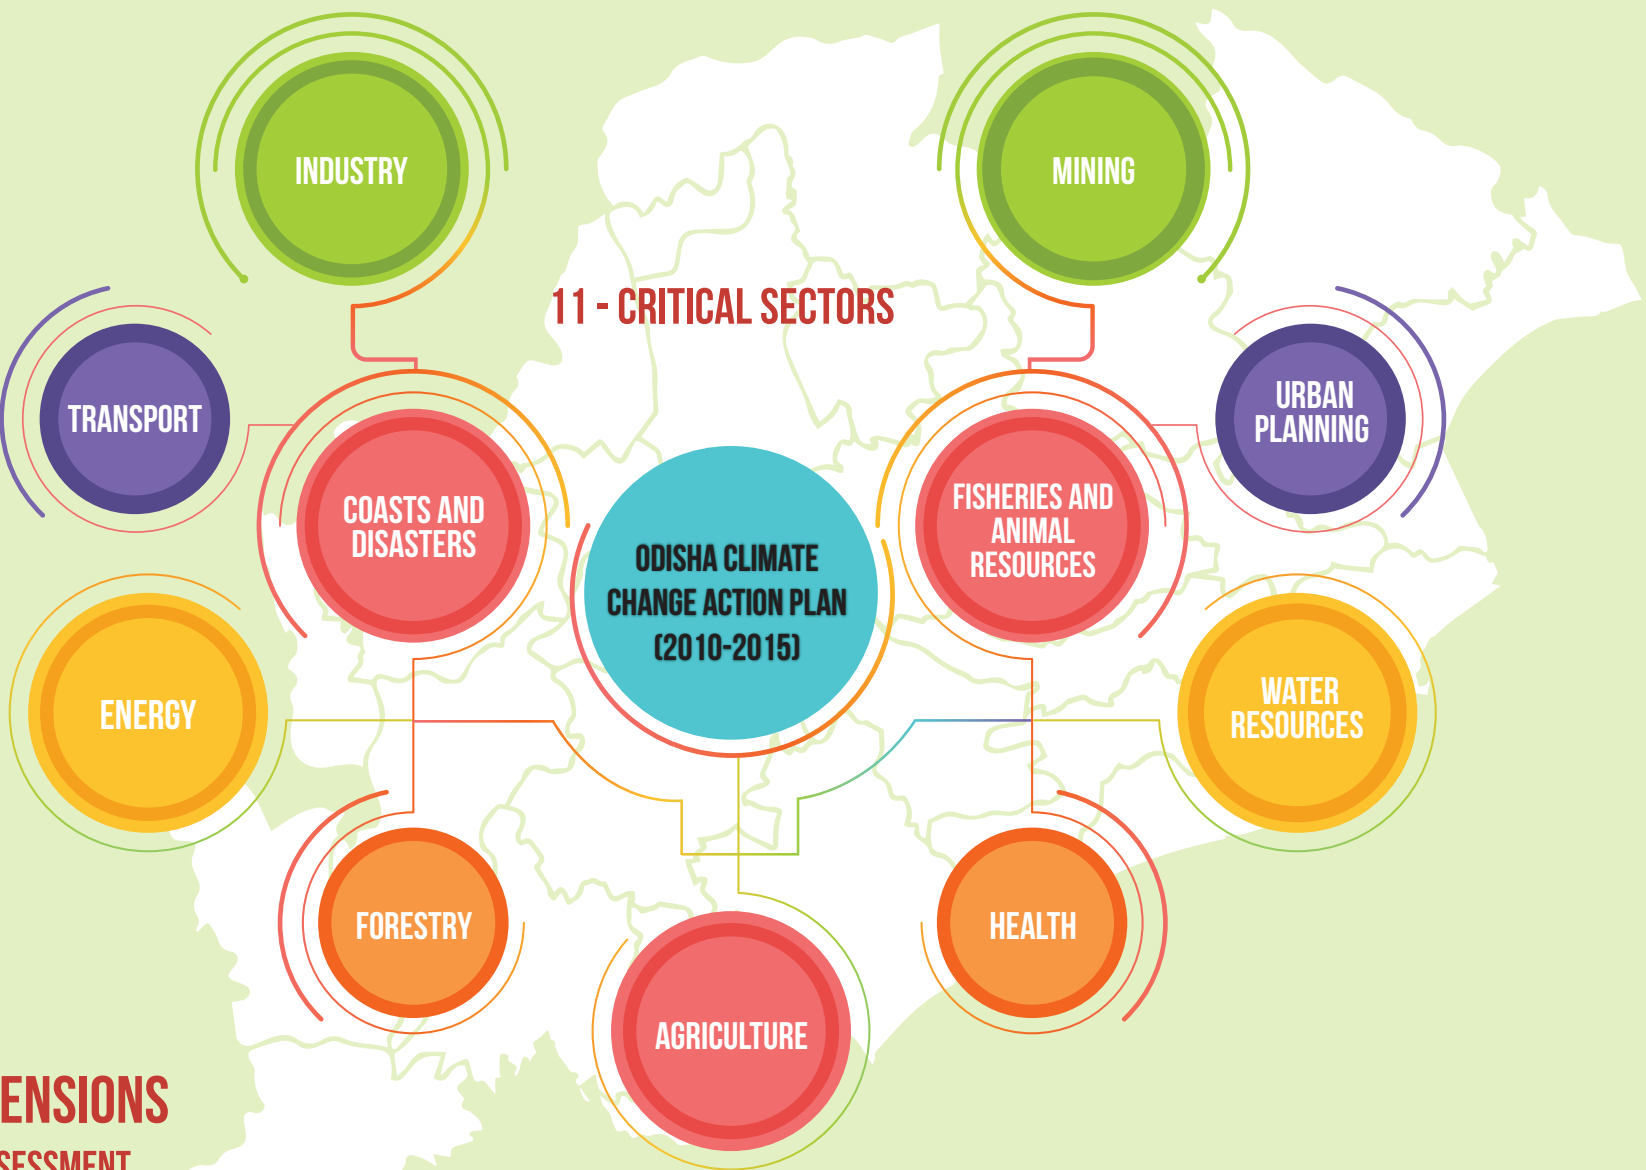 INDUSTRY
MINING
11 - CRITICAL SECTORS
TRANSPORT
URBAN
PLANNING
COASTS AND
DISASTERS
FISHERIES AND
ANIMAL
RESOURCES
ODISHA CLIMATE
CHANGE ACTION PLAN
(2010-2015)
ENERGY
WATER
RESOURCES
FORESTRY
HEALTH
AGRICULTURE
ENSIONS
SESSMENT